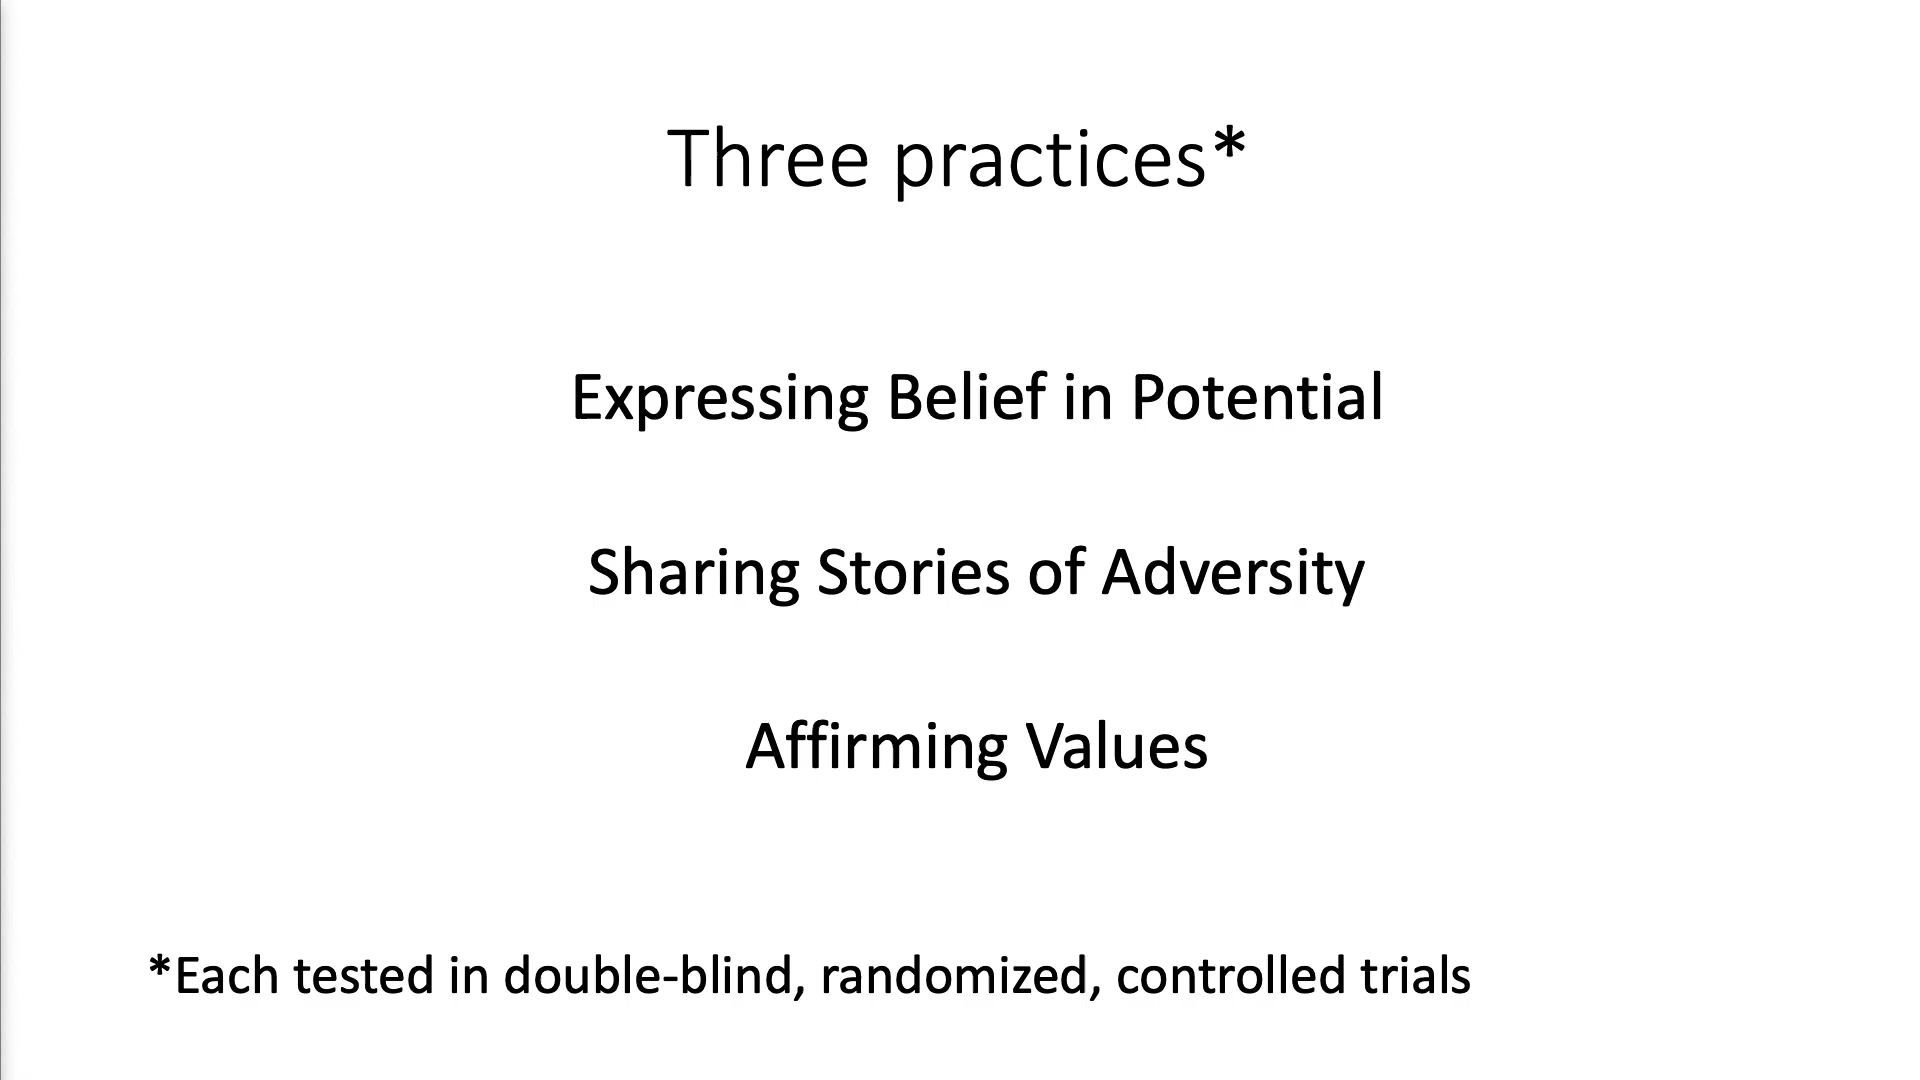 Three practices*
Expressing Belief in Potential
Sharing Stories of Adversity
Affirming Values
*Each tested in double-blind, randomized, controlled trials